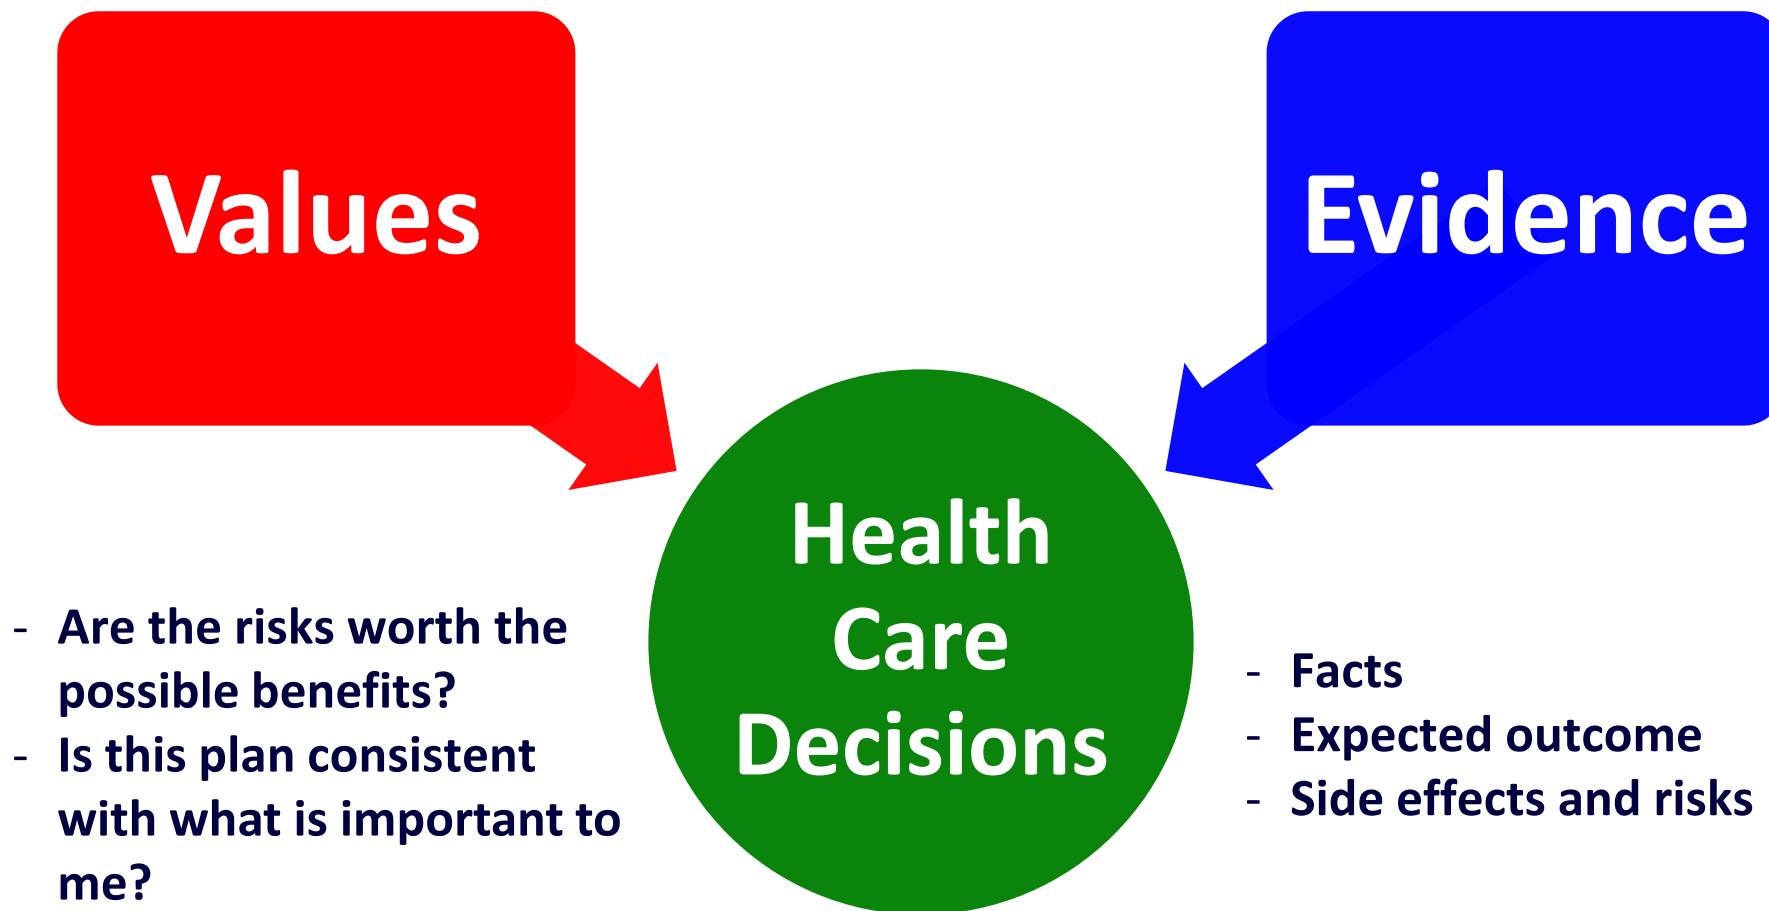 Values
Evidence
Health
Care
Decisions
- Are the risks worth the
possible benefits?
- Is this plan consistent
with what is important to
me?
- Facts
- Expected outcome
- Side effects and risks